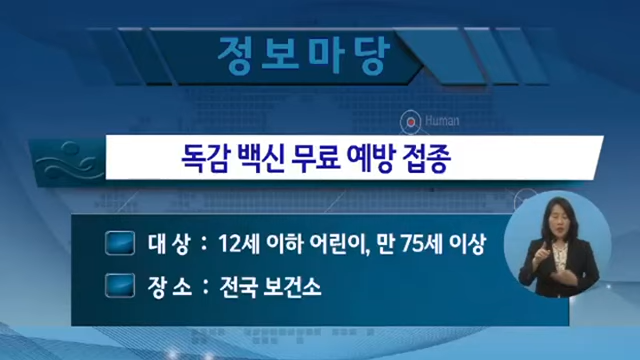 정보마당
Human
독감 백신 무료 예방 접종
대 상 : 12세 이하 어린이, 만 75세 이상
장 소 : 전국 보건소